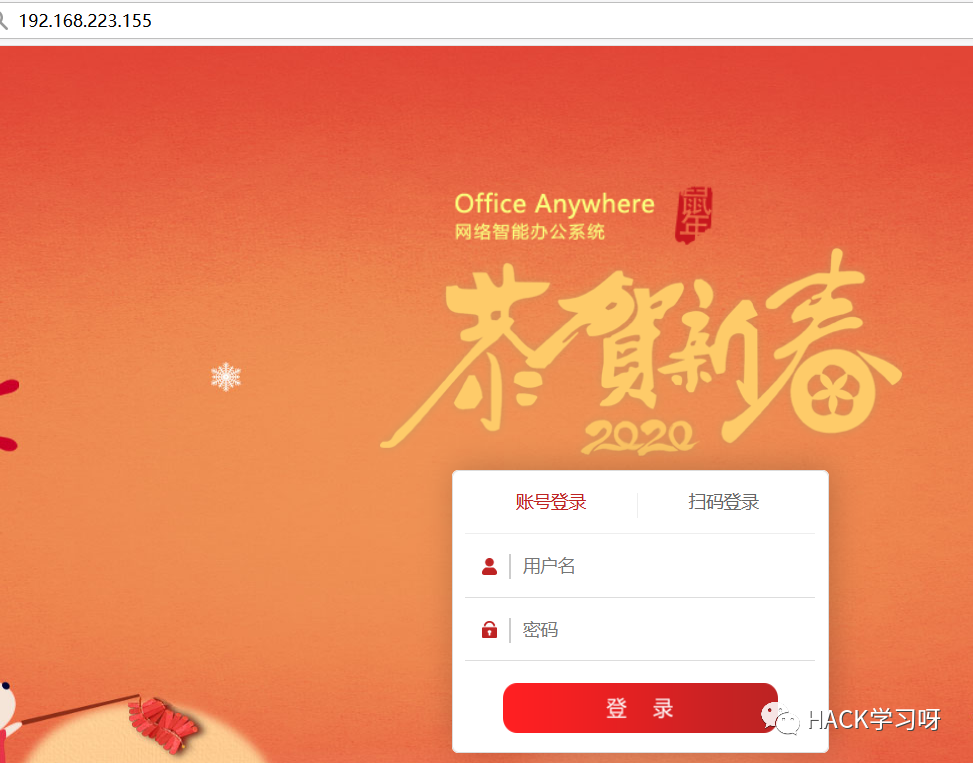 192.168.223.155
Office Anywhere
鼠年
网络智能办公系统
恭賀新春
2020
账号登录 扫码登录
用户名
密码
登 录
HACK学习呀